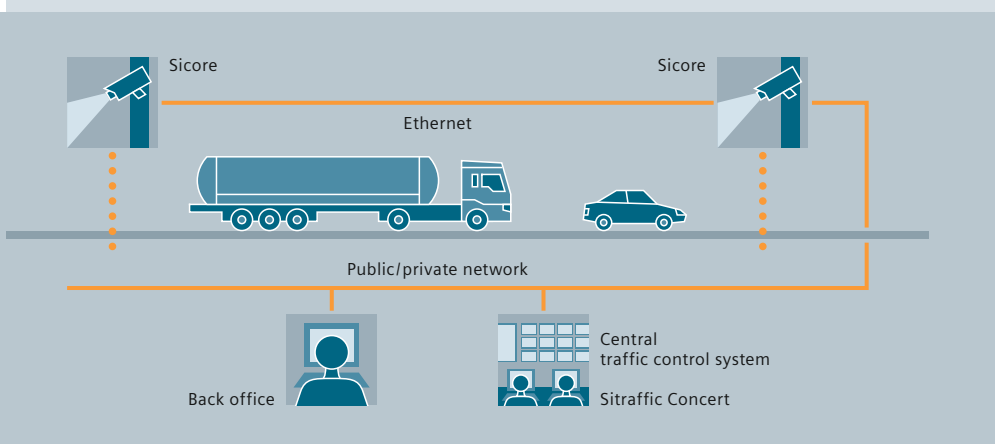 Sicore
Sicore
Ethernet
Public/private network
Central
traffic control system
Back office
Sitraffic Concert